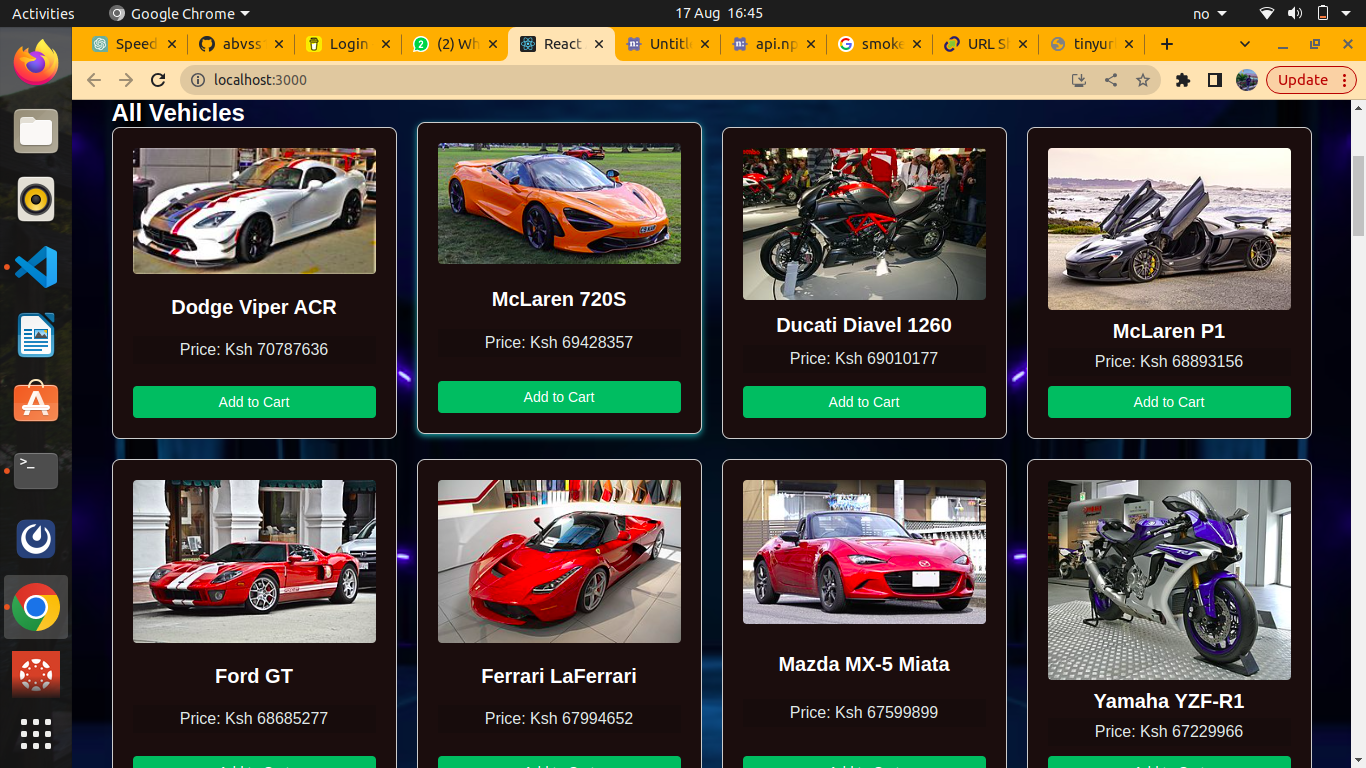 Activities
Google Chrome
17 Aug 16:45
no
Speed
abvss
Login
(2) Wh
React
Untitl
api.np
smoke
URL Sh
tinyur
localhost:3000
Update
All Vehicles
Dodge Viper ACR
Price: Ksh 70787636
Add to Cart
McLaren 720S
Price: Ksh 69428357
Add to Cart
Ducati Diavel 1260
Price: Ksh 69010177
Add to Cart
McLaren P1
Price: Ksh 68893156
Add to Cart
Ford GT
Price: Ksh 68685277
Ferrari LaFerrari
Price: Ksh 67994652
Mazda MX-5 Miata
Price: Ksh 67599899
Yamaha YZF-R1
Price: Ksh 67229966